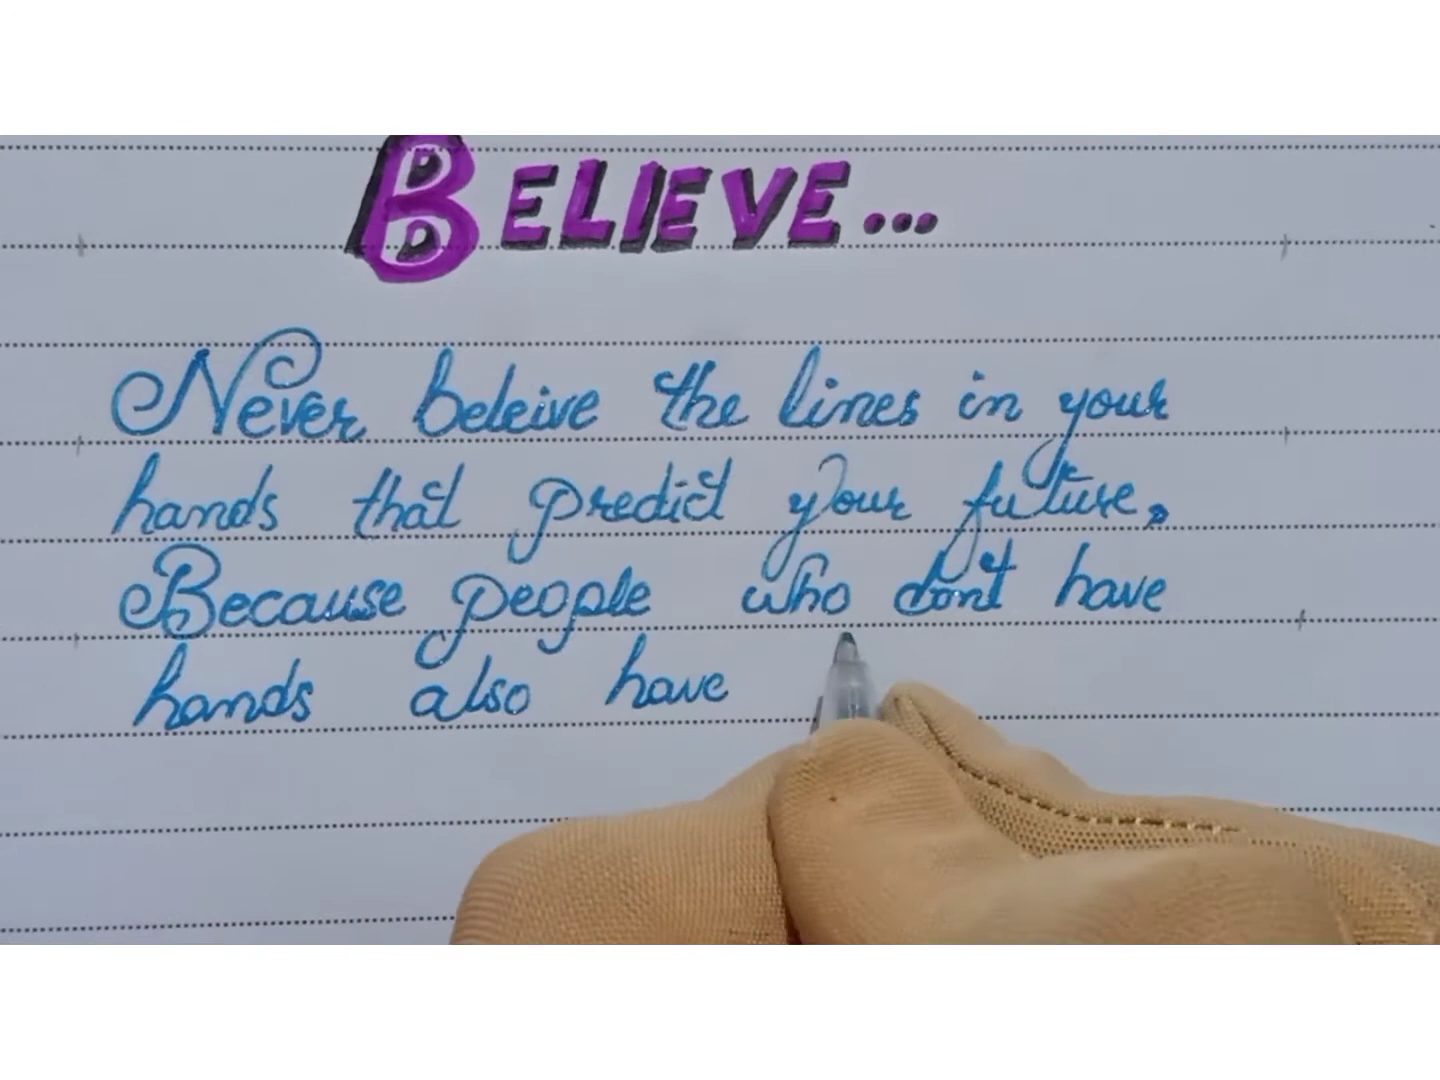 BELIEVE...
Never beleive the lines in your
hands that predict your future.
Because people who don't have
hands also have